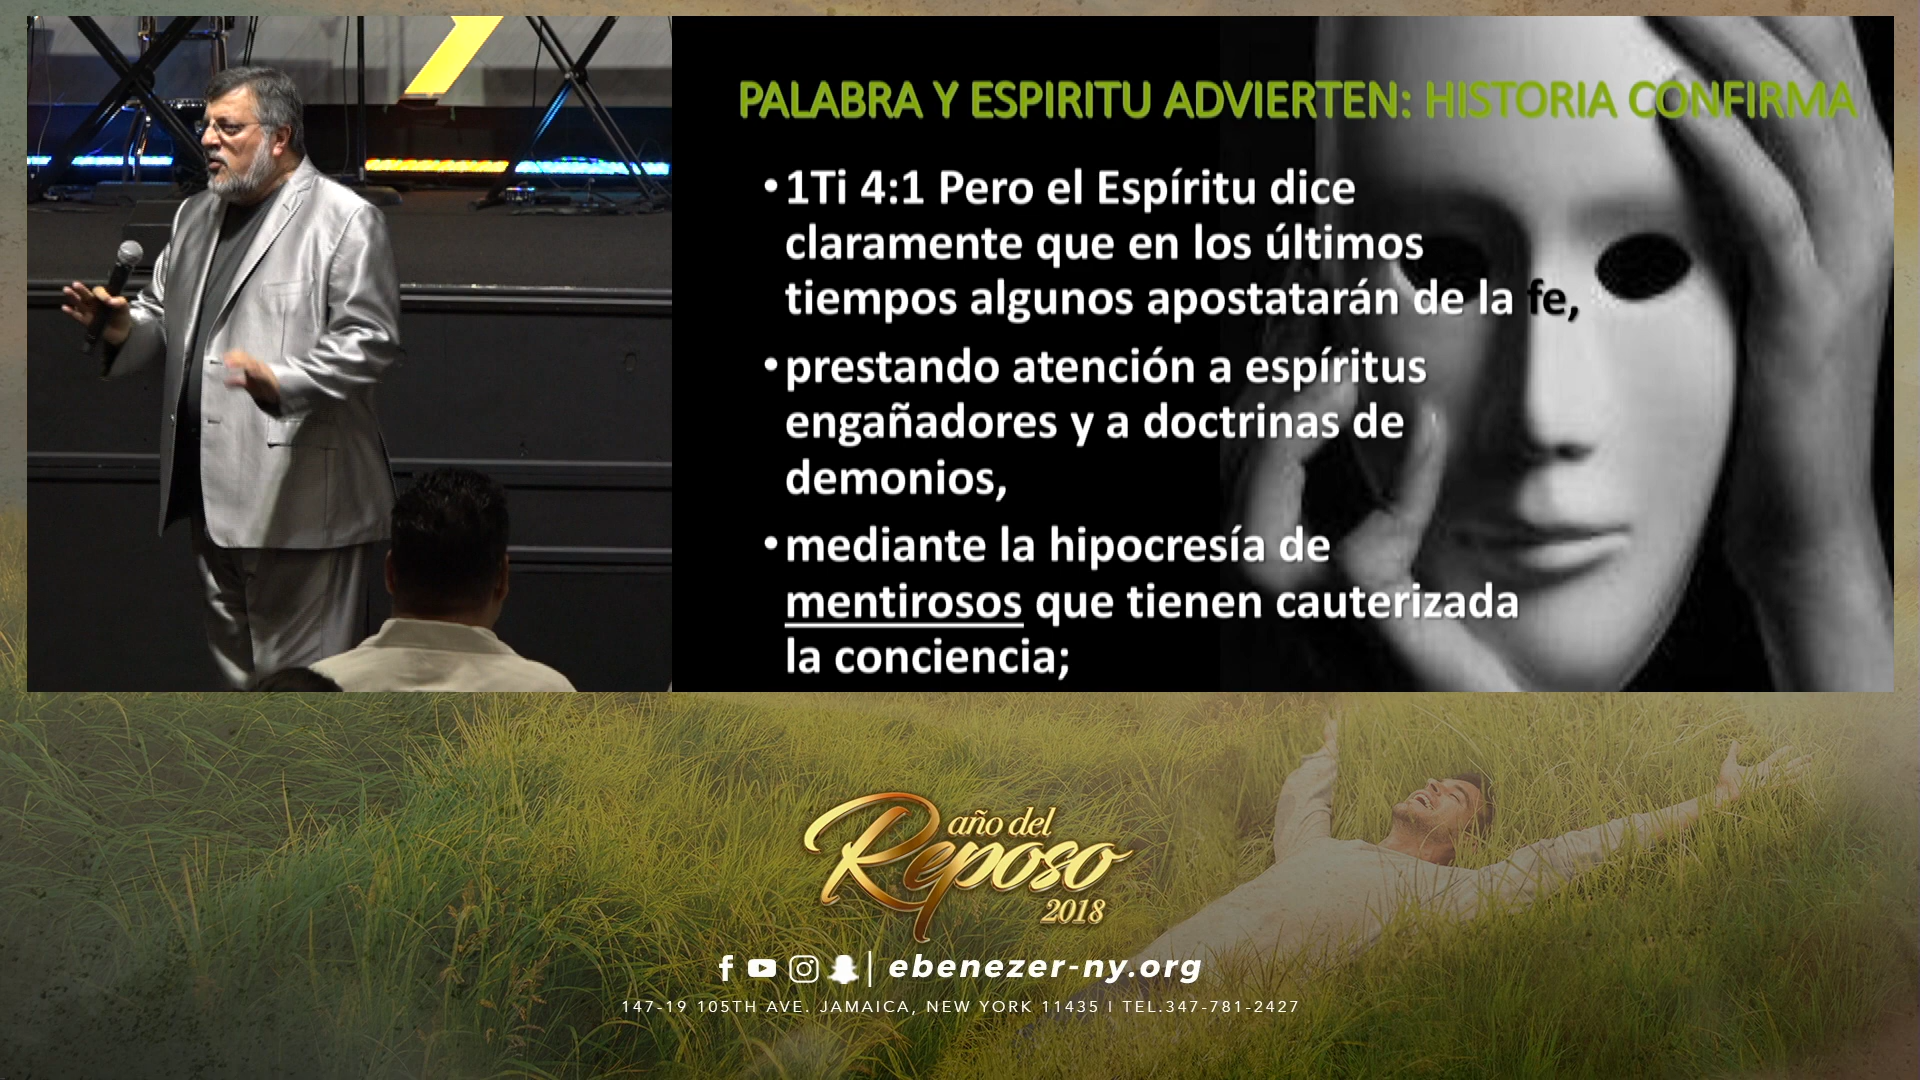 PALABRA Y ESPIRITU ADVIERTEN: HISTORIA CONFIRMA
•1Ti 4:1 Pero el Espíritu dice
claramente que en los últimos
tiempos algunos apostatarán de la fe,
•prestando atención a espíritus
engañadores y a doctrinas de
demonios,
•mediante la hipocresía de
mentirosos que tienen cauterizada
la conciencia;
año del
Reposo
2018
| ebenezer-ny.org
147-19 105TH AVE. JAMAICA, NEW YORK 11435 | TEL.347-781-2427